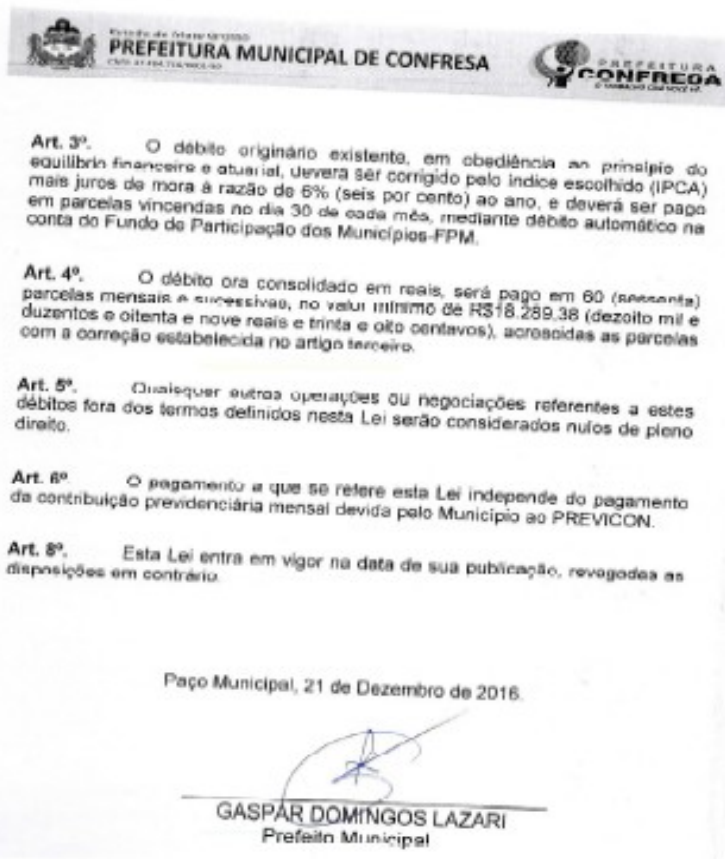 Estado de Mato Grosso
PREFEITURA MUNICIPAL DE CONFRESA
PREFEITURA
CONFRESA
Art. 3º. O débito originário existente, em obediência ao princípio do
equilíbrio financeiro e atuarial, deverá ser corrigido pelo índice escolhido (IPCA)
mais juros de mora à razão de 6% (seis por cento) ao ano, e deverá ser pago
em parcelas vincendas no dia 30 de cada mês, mediante débito automático na
conta do Fundo de Participação dos Municípios-FPM.
Art. 4º. O débito ora consolidado em reais, será pago em 60 (sessenta)
parcelas mensais e sucessivas, no valor mínimo de R$18.289,38 (dezoito mil e
duzentos e oitenta e nove reais e trinta e oito centavos), acrescidas as parcelas
com a correção estabelecida no artigo terceiro.
Art. 5º. Quaisquer outras operações ou negociações referentes a estes
débitos fora dos termos definidos nesta Lei serão considerados nulos de pleno
direito.
Art. 6º O pagamento a que se refere esta Lei independe do pagamento
da contribuição previdenciária mensal devida pelo Município ao PREVICON.
Art. 8º. Esta Lei entra em vigor na data de sua publicação, revogadas as
disposições em contrário.
Paço Municipal, 21 de Dezembro de 2016.
GASPAR DOMINGOS LAZARI
Prefeito Municipal